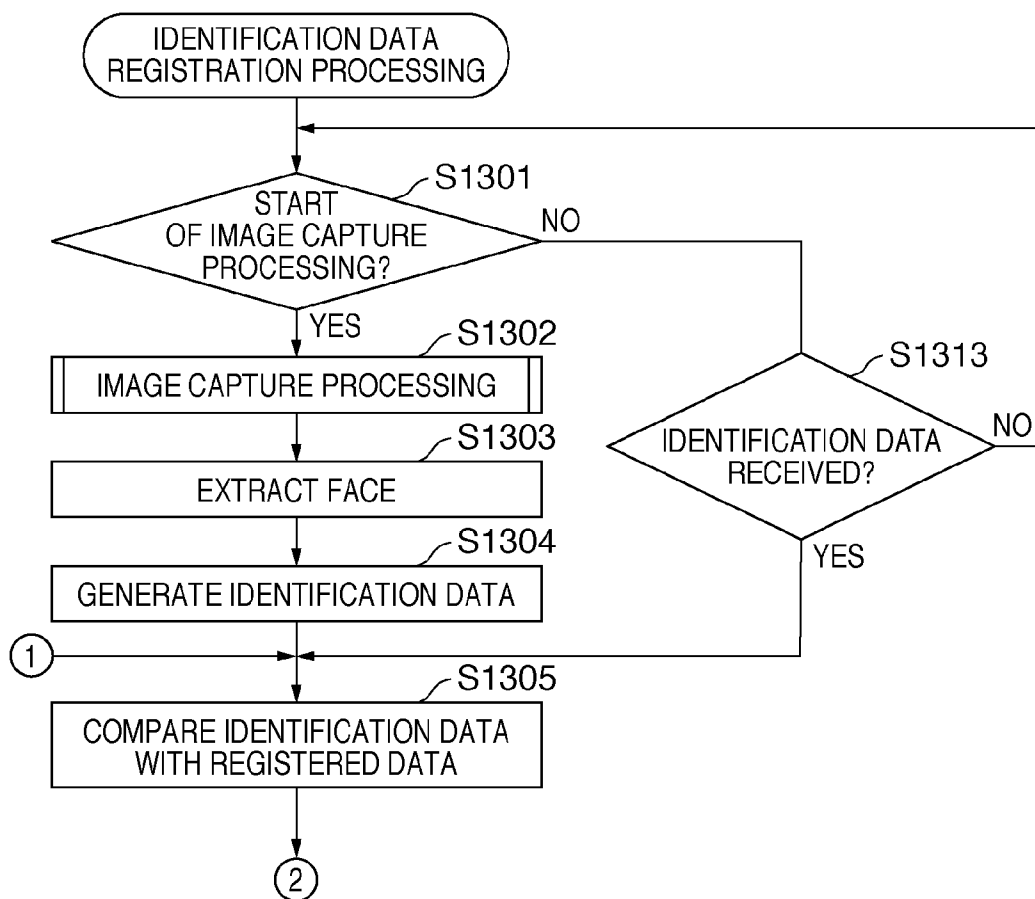 IDENTIFICATION DATA
REGISTRATION PROCESSING
S1301
START
OF IMAGE CAPTURE
PROCESSING?
NO
YES
S1302
IMAGE CAPTURE PROCESSING
S1313
IDENTIFICATION DATA
RECEIVED?
NO
YES
S1303
EXTRACT FACE
S1304
GENERATE IDENTIFICATION DATA
1
S1305
COMPARE IDENTIFICATION DATA
WITH REGISTERED DATA
2